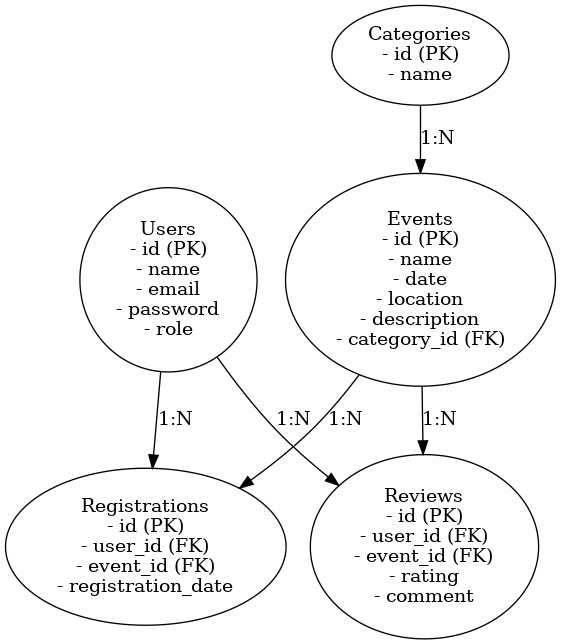 Categories
- id (PK)
- name
1:N
Users
- id (PK)
- name
- email
- password
- role
Events
- id (PK)
- name
- date
- location
- description
- category_id (FK)
1:N
1:N
1:N
1:N
Registrations
- id (PK)
- user_id (FK)
- event_id (FK)
- registration_date
Reviews
- id (PK)
- user_id (FK)
- event_id (FK)
- rating
- comment